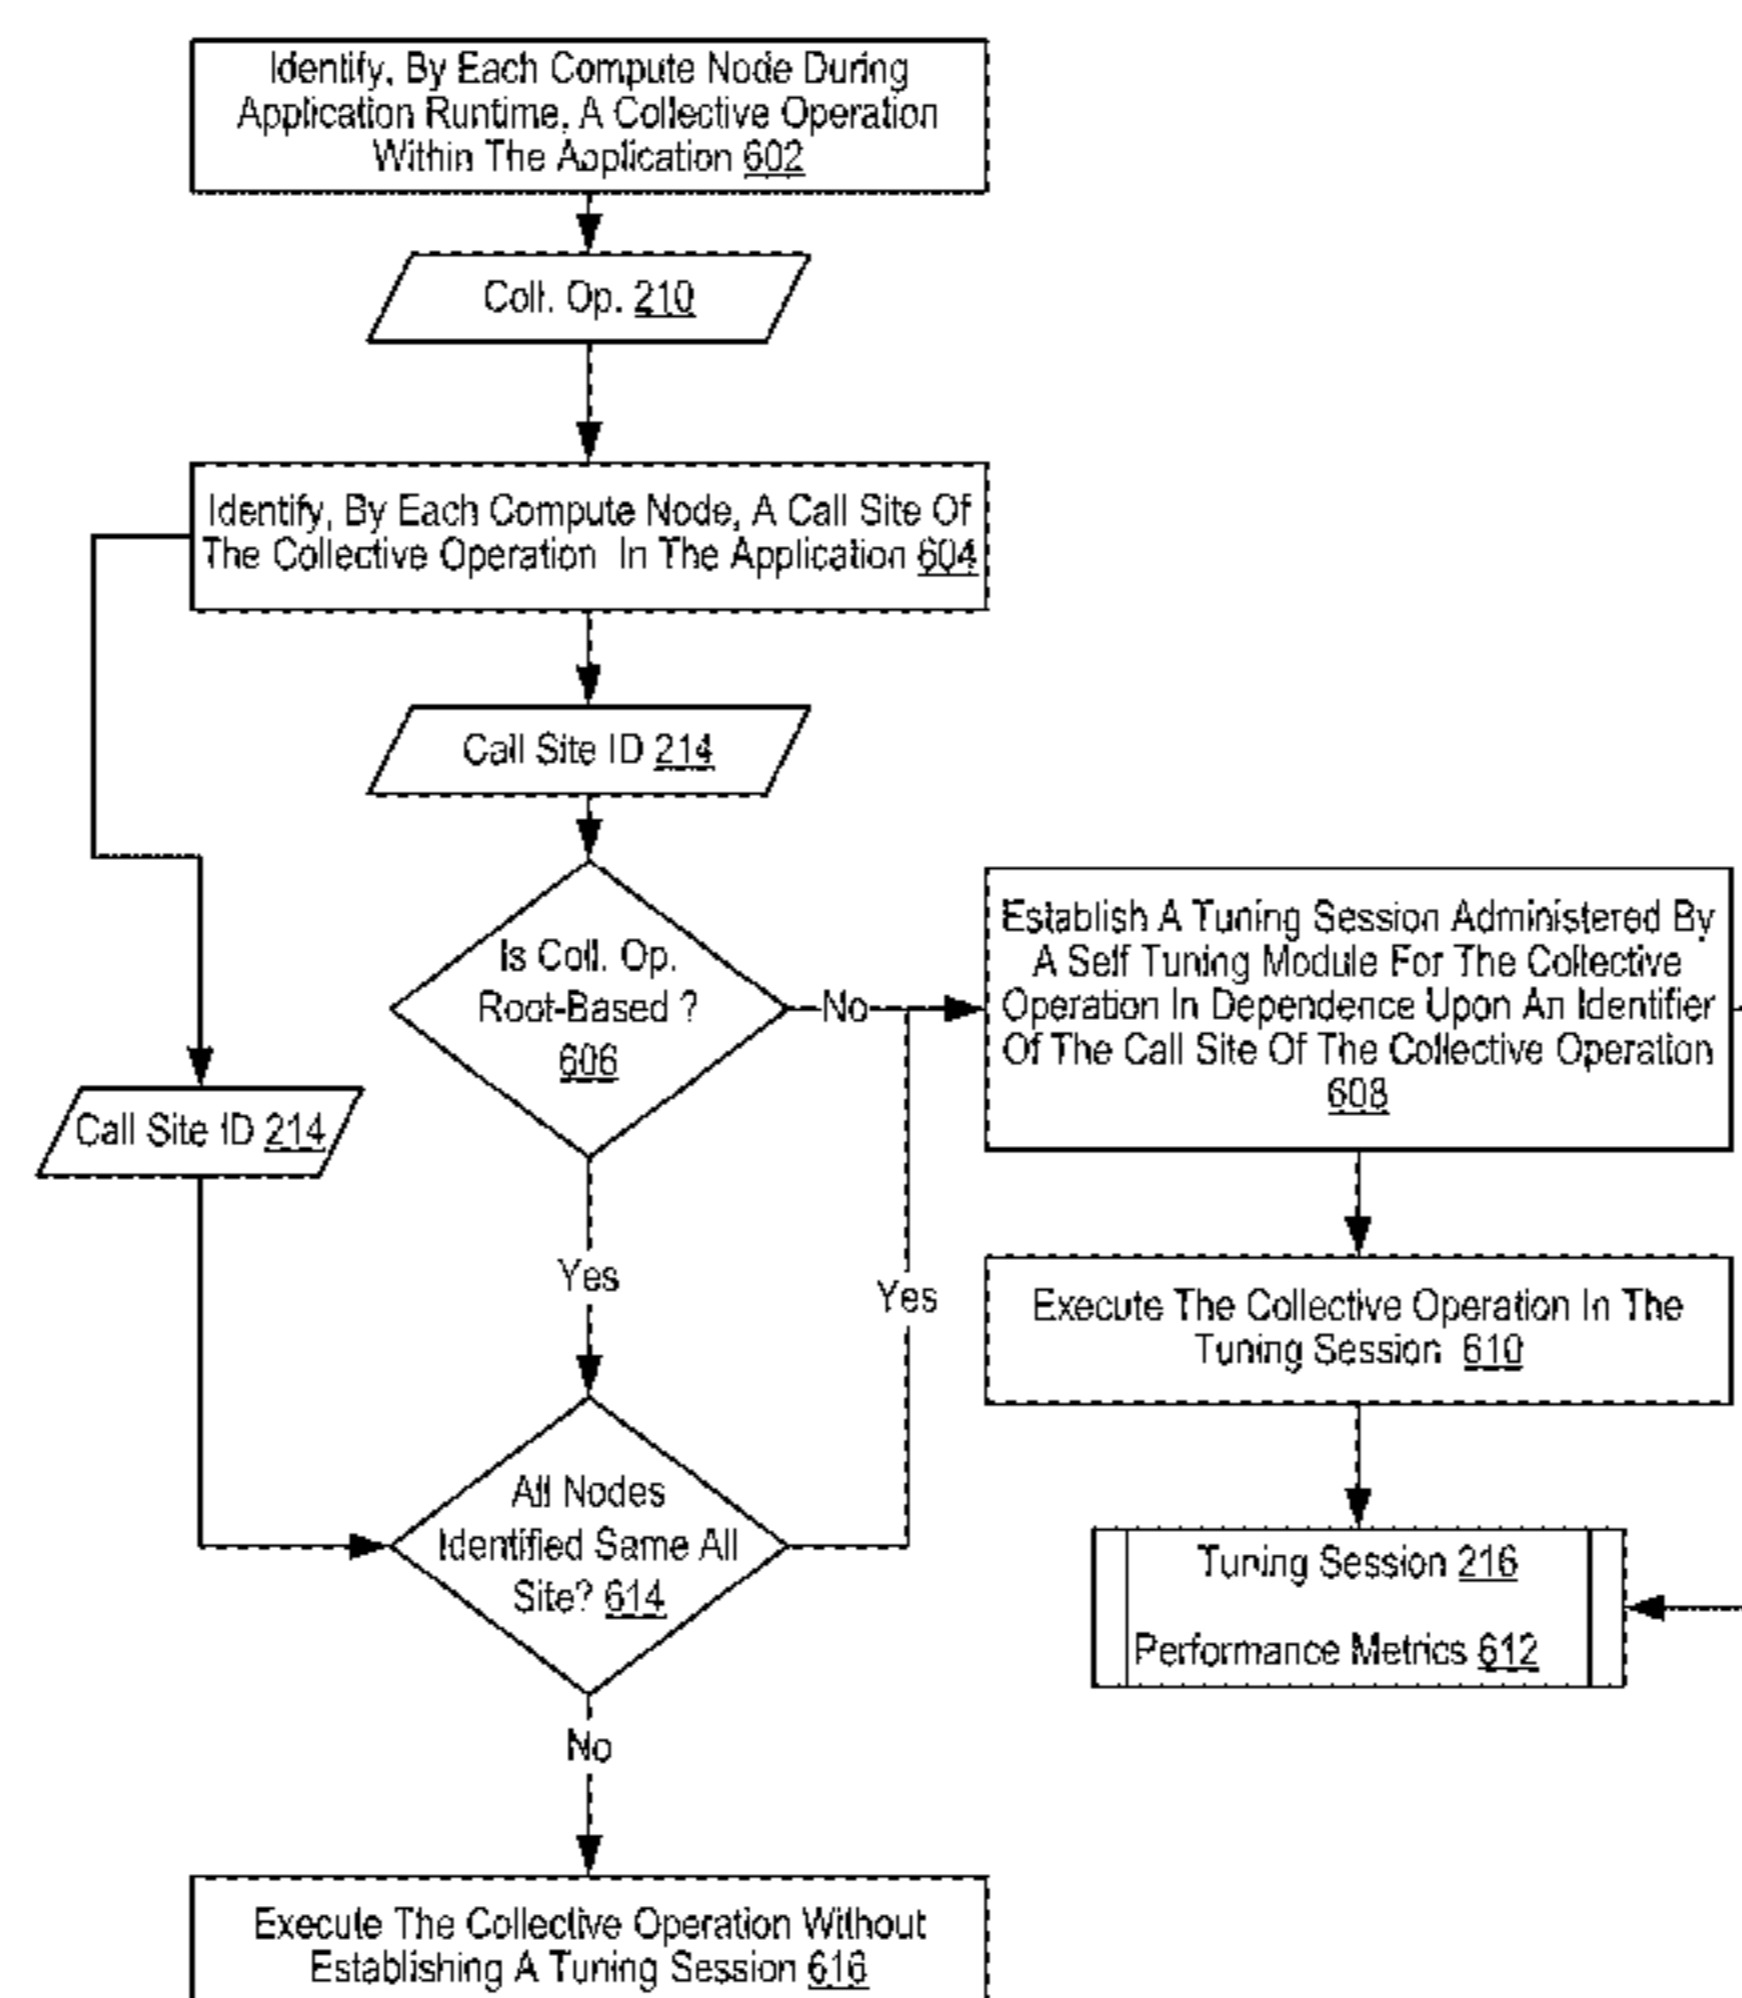 Identify, By Each Compute Node During
Application Runtime, A Collective Operation
Within The Application 602
Coll. Op. 210
Identify, By Each Compute Node, A Call Site Of
The Collective Operation In The Application 604
Call Site ID 214
Is Coll. Op.
Root-Based ?
606
No
Establish A Tuning Session Administered By
A Self Tuning Module For The Collective
Operation In Dependence Upon An Identifier
Of The Call Site Of The Collective Operation
608
Call Site ID 214
Yes
Yes
Execute The Collective Operation In The
Tuning Session 610
All Nodes
Identified Same All
Site? 614
Tuning Session 216
Performance Metrics 612
No
Execute The Collective Operation Without
Establishing A Tuning Session 616